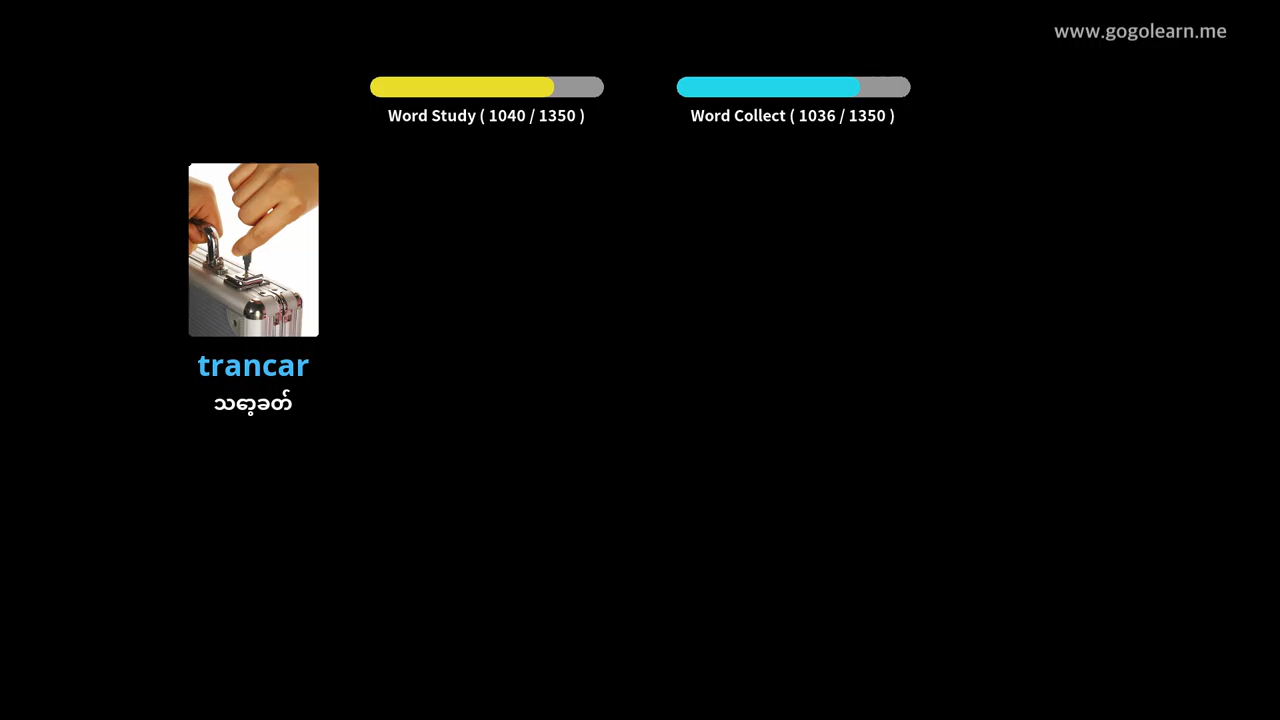 www.gogolearn.me
Word Study ( 1040 / 1350 )
Word Collect ( 1036 / 1350 )
trancar
သော့ခတ်